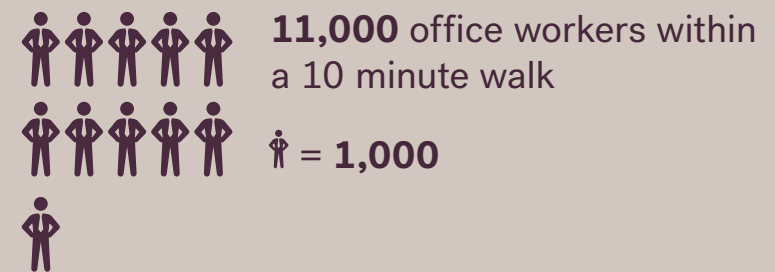 11,000 office workers within
a 10 minute walk
= 1,000